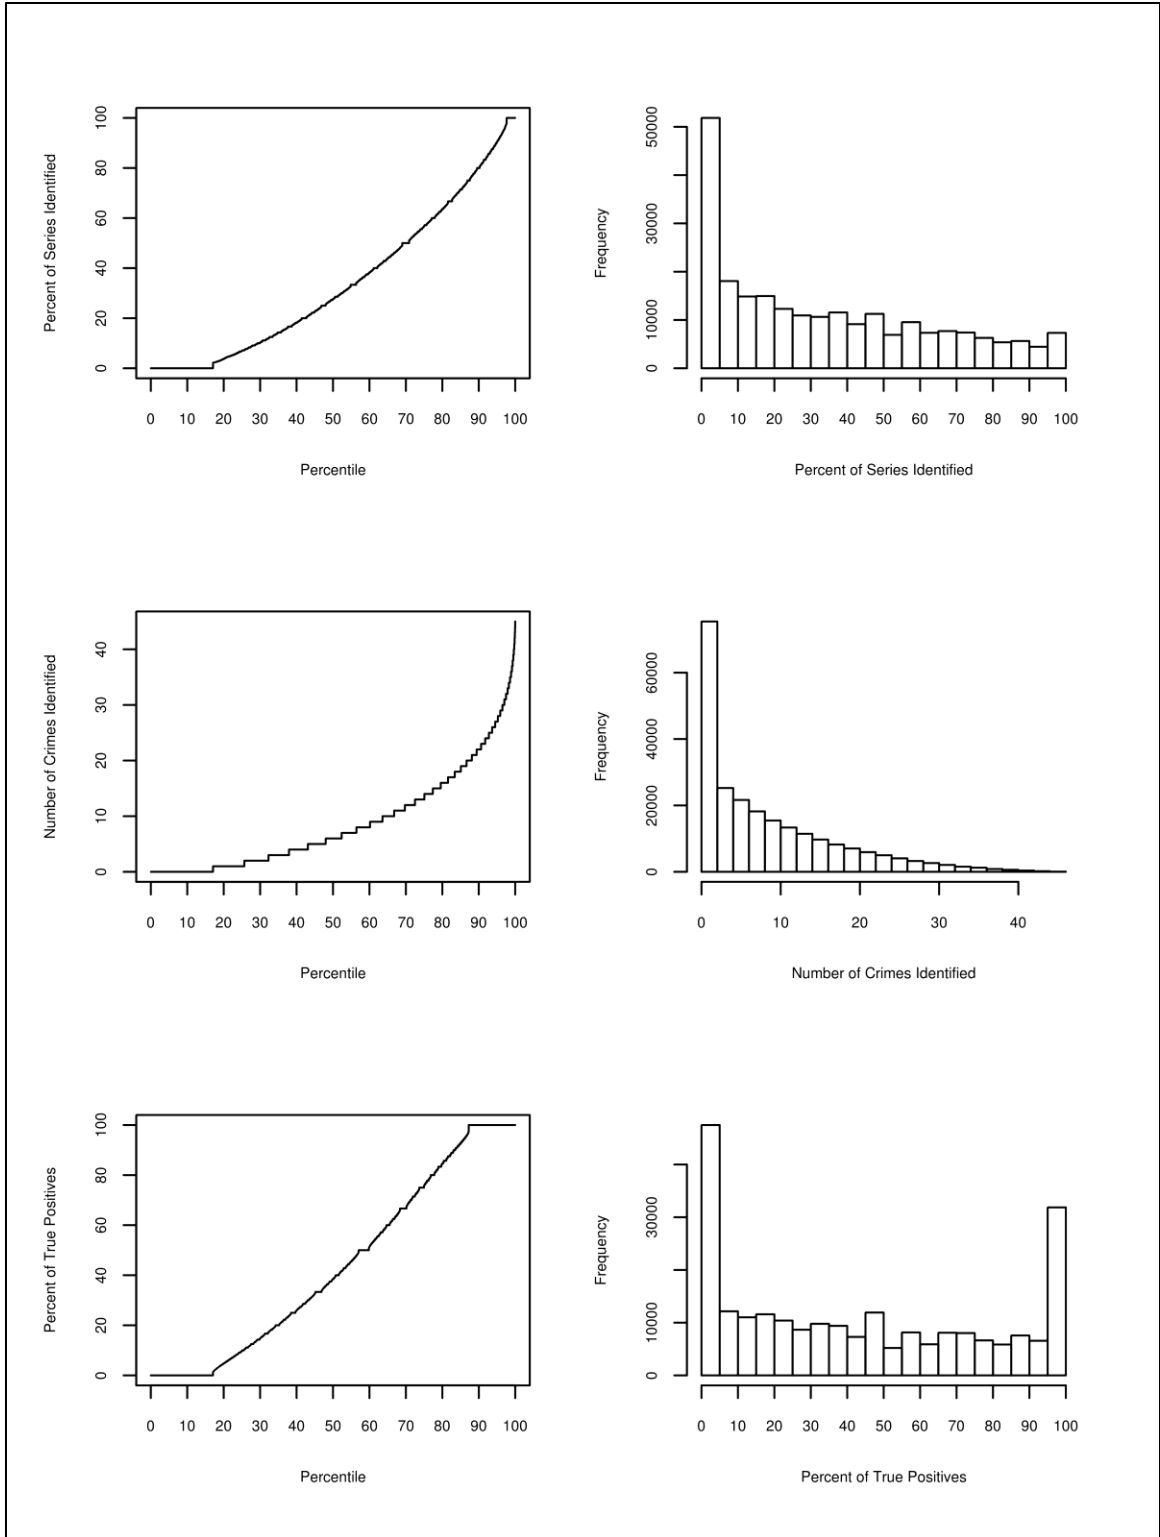 Percent of Series Identified
0 20 40 60 80 100
0 10 20 30 40 50 60 70 80 90 100
Percentile
Frequency
0 10000 30000 50000
0 10 20 30 40 50 60 70 80 90 100
Percent of Series Identified
Number of Crimes Identified
0 10 20 30 40
0 10 20 30 40 50 60 70 80 90 100
Percentile
Frequency
0 20000 40000 60000
0 10 20 30 40
Number of Crimes Identified
Percent of True Positives
0 20 40 60 80 100
0 10 20 30 40 50 60 70 80 90 100
Percentile
Frequency
0 10000 30000
0 10 20 30 40 50 60 70 80 90 100
Percent of True Positives